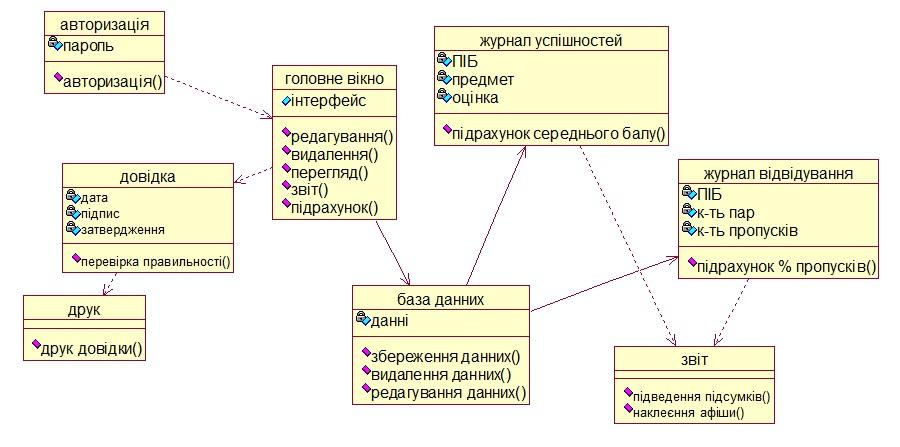 авторизація
пароль
авторизація()
головне вікно
інтерфейс
редагування()
видалення()
перегляд()
звіт()
підрахунок()
журнал успішностей
ПІБ
предмет
оцінка
підрахунок середнього балу()
довідка
дата
підпис
затвердження
перевірка правильності()
журнал відвідування
ПІБ
к-ть пар
к-ть пропусків
підрахунок % пропусків()
друк
друк довідки()
база данних
данні
збереження данних()
видалення данних()
редагування данних()
звіт
підведення підсумків()
наклеєння афіши()